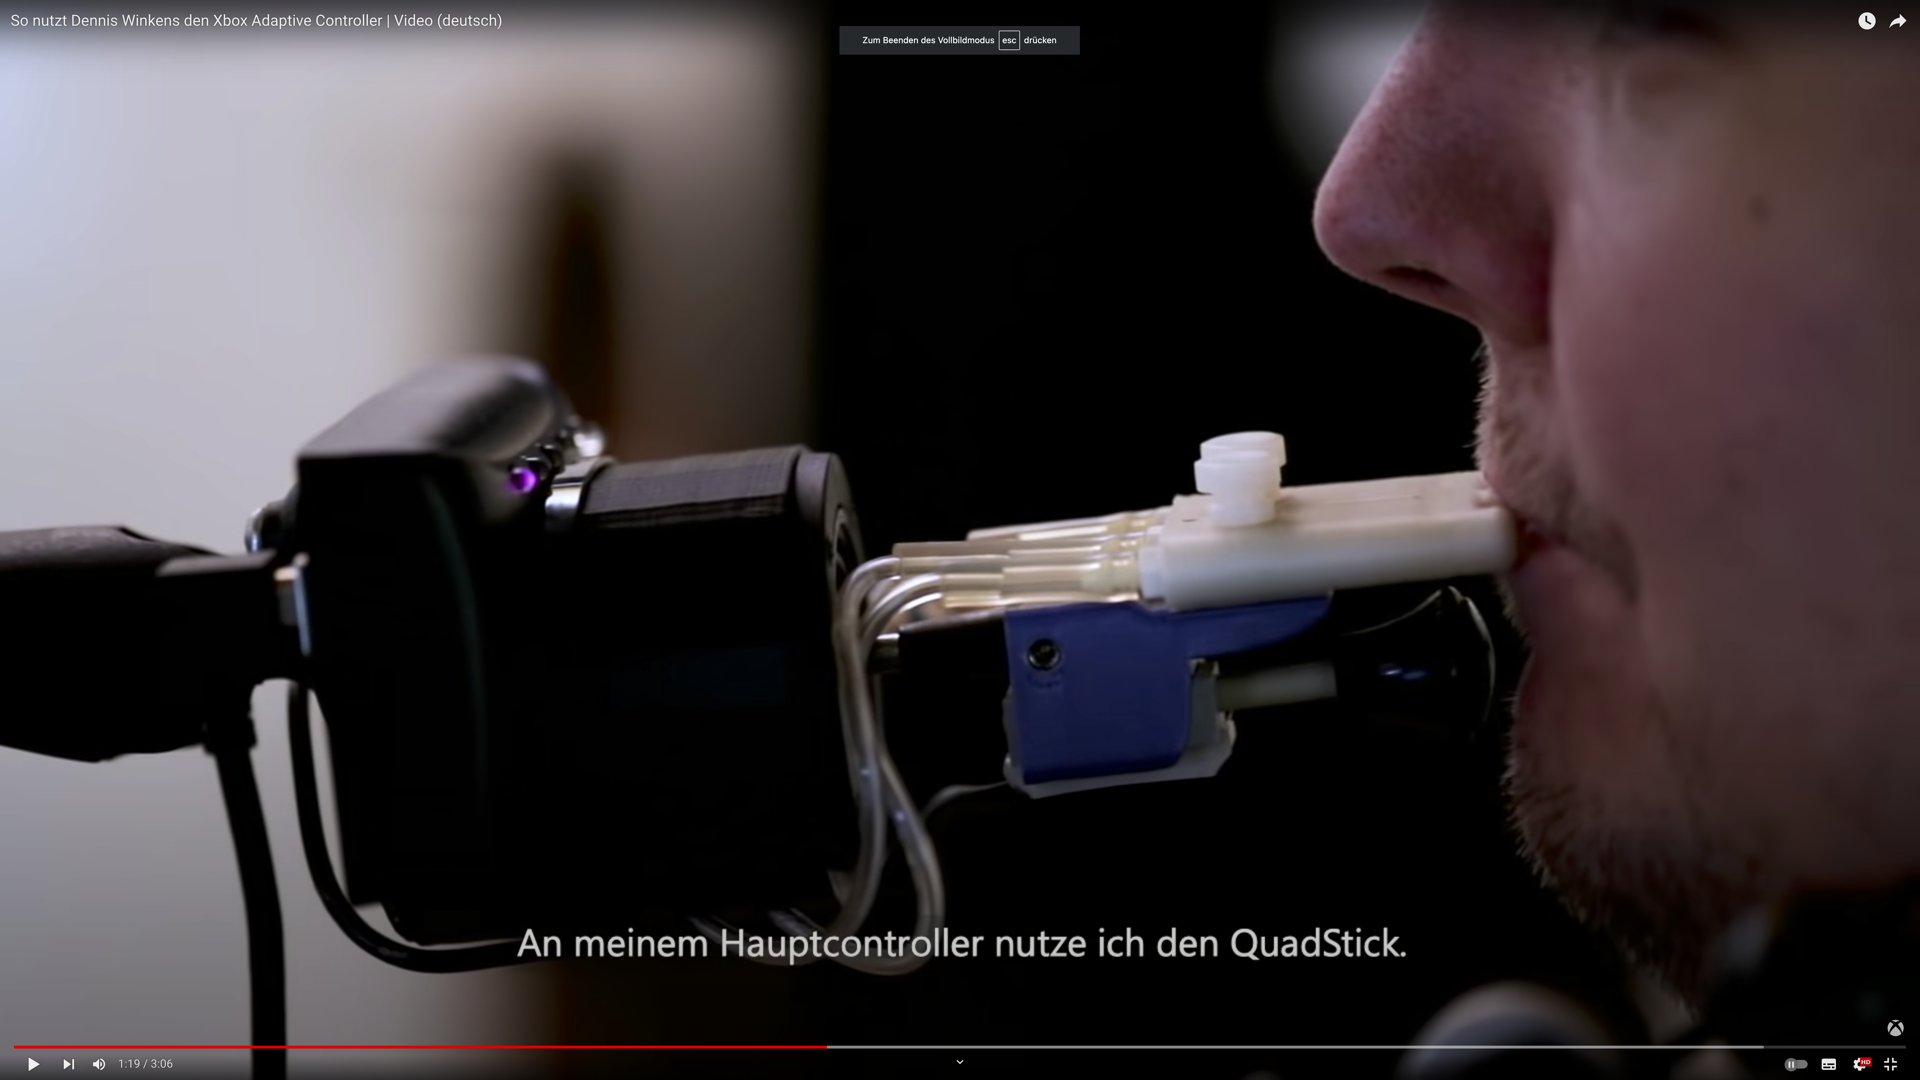 So nutzt Dennis Winkens den Xbox Adaptive Controller | Video (deutsch)
Zum Beenden des Vollbildmodus esc drücken
An meinem Hauptcontroller nutze ich den QuadStick.
1:19 / 3:06
HD